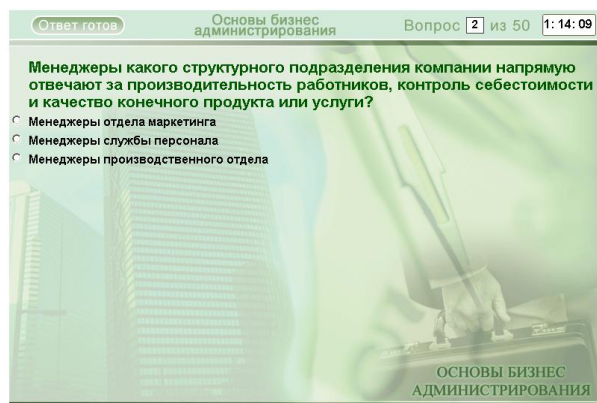 Ответ готов
Основы бизнес
администрирования
Вопрос 2 из 50
1: 14: 09
Менеджеры какого структурного подразделения компании напрямую
отвечают за производительность работников, контроль себестоимости
и качество конечного продукта или услуги?
Менеджеры отдела маркетинга
Менеджеры службы персонала
Менеджеры производственного отдела
ОСНОВЫ БИЗНЕС
АДМИНИСТРИРОВАНИЯ